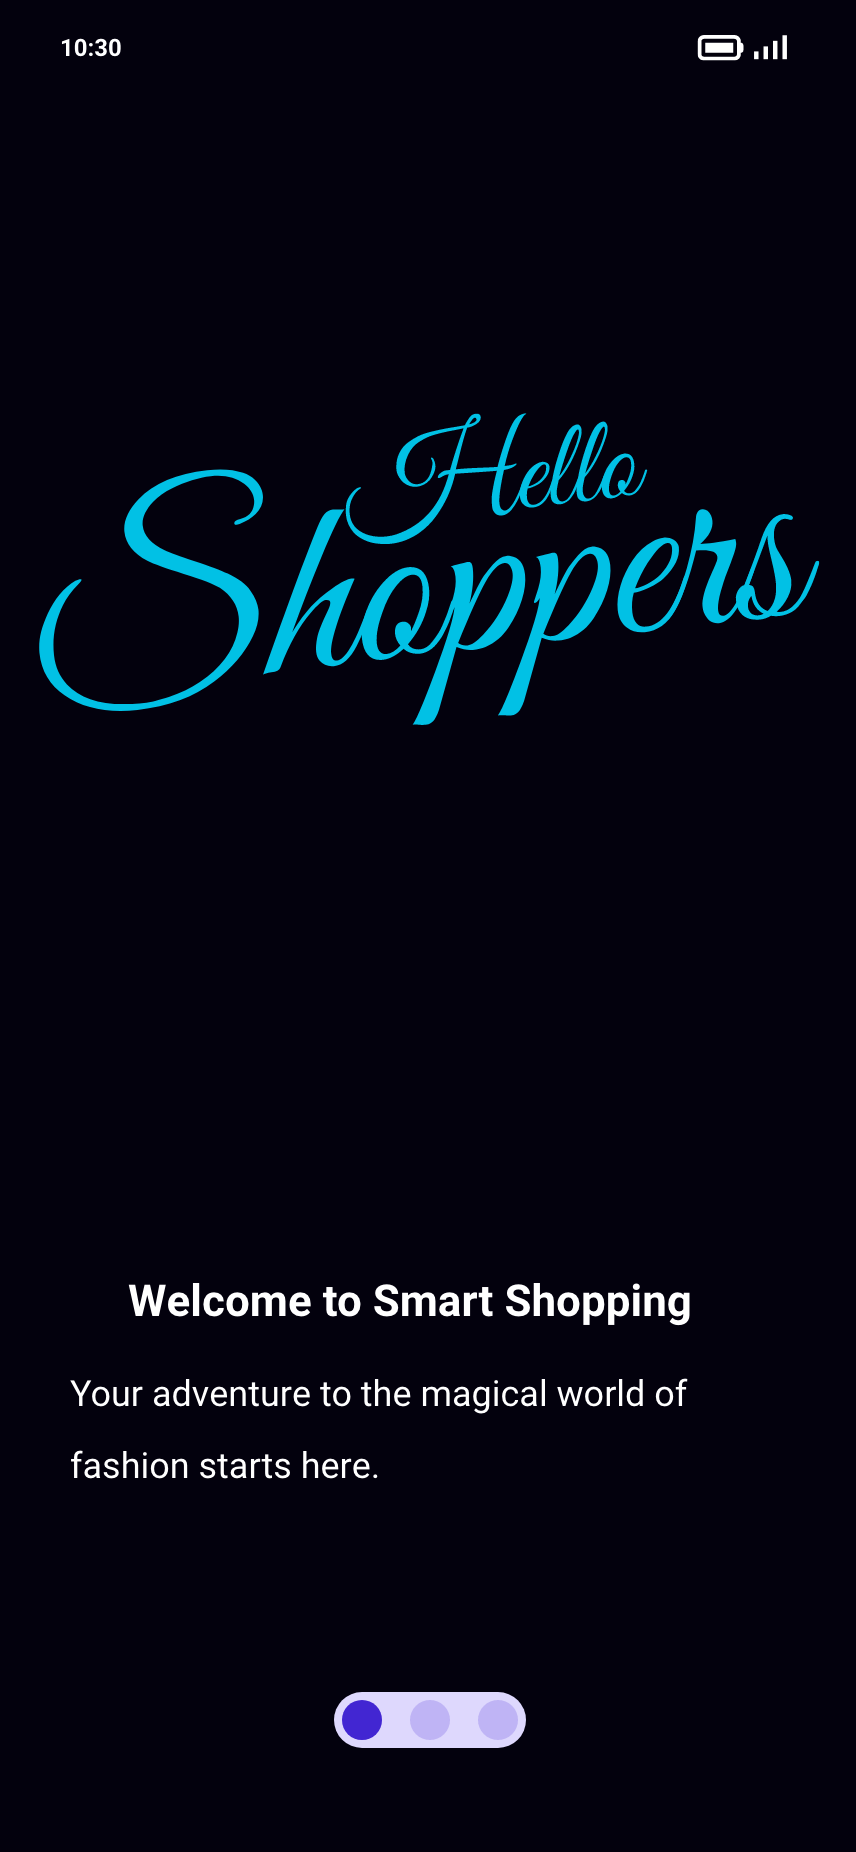 10:30
Hello
Shoppers
Welcome to Smart Shopping
Your adventure to the magical world of
fashion starts here.